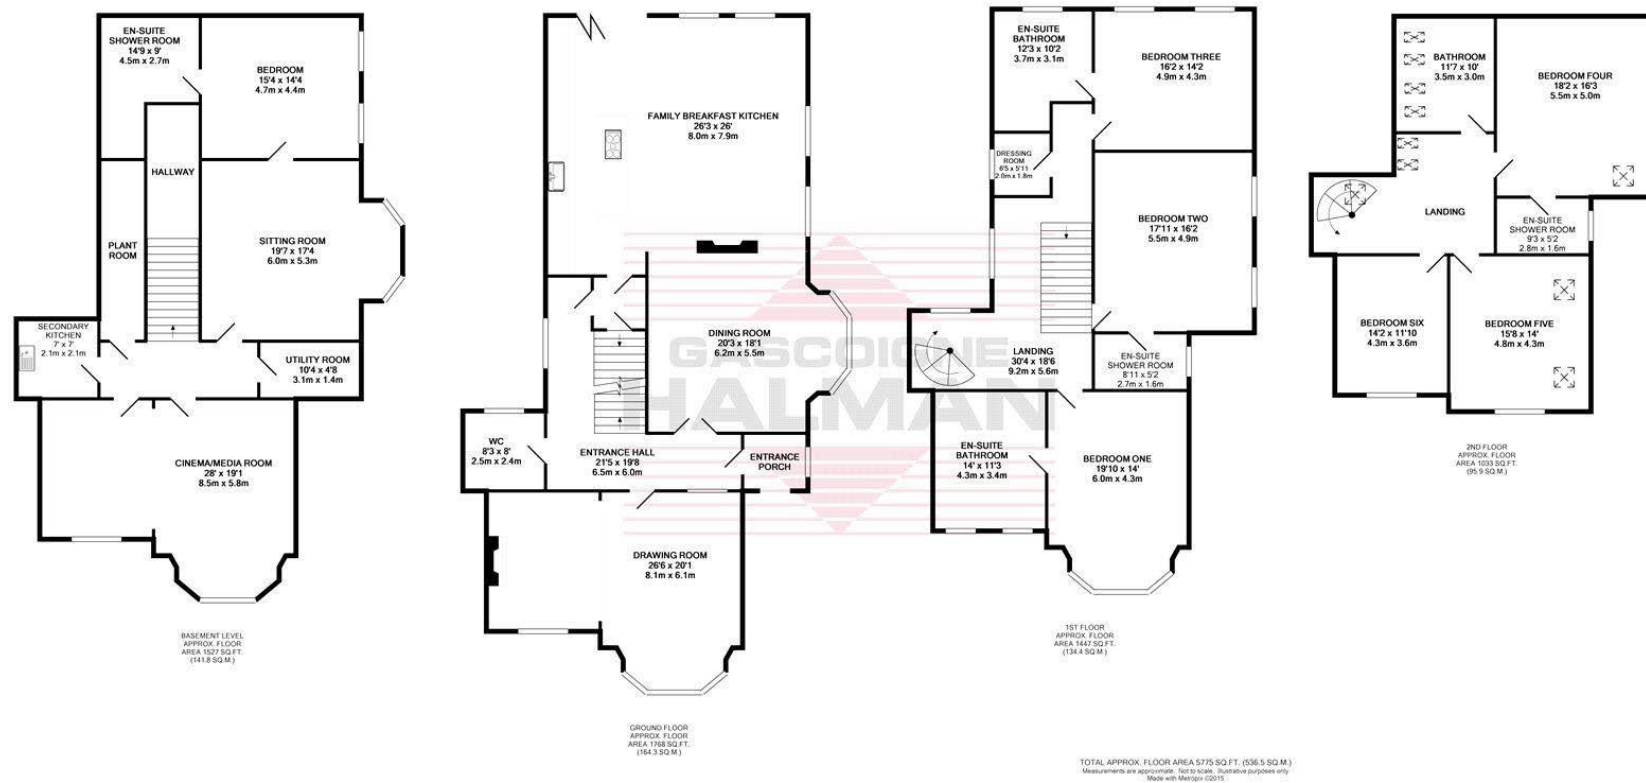 EN-SUITE
SHOWER ROOM
14'9 x 9'
4.5m x 2.7m
BEDROOM
15'4 x 14'4
4.7m x 4.4m
HALLWAY
PLANT
ROOM
SITTING ROOM
19'7 x 17'4
6.0m x 5.3m
SECONDARY
KITCHEN
7' x 7'
2.1m x 2.1m
UTILITY ROOM
10'4 x 4'8
3.1m x 1.4m
CINEMA/MEDIA ROOM
28' x 19'1
8.5m x 5.8m
BASEMENT LEVEL
APPROX. FLOOR
AREA 1527 SQ.FT.
(141.8 SQ.M.)
FAMILY BREAKFAST KITCHEN
26'3 x 26'
8.0m x 7.9m
DINING ROOM
20'3 x 18'1
6.2m x 5.5m
WC
8'3 x 8'
2.5m x 2.4m
ENTRANCE HALL
21'5 x 19'8
6.5m x 6.0m
ENTRANCE
PORCH
DRAWING ROOM
26'6 x 20'1
8.1m x 6.1m
GROUND FLOOR
APPROX. FLOOR
AREA 1768 SQ.FT.
(164.3 SQ.M.)
GASCOIGNE
HALMAN
EN-SUITE
BATHROOM
12'3 x 10'2
3.7m x 3.1m
BEDROOM THREE
16'2 x 14'2
4.9m x 4.3m
DRESSING
ROOM
6'5 x 5'11
2.0m x 1.8m
BEDROOM TWO
17'11 x 16'2
5.5m x 4.9m
LANDING
30'4 x 18'6
9.2m x 5.6m
EN-SUITE
SHOWER ROOM
8'11 x 5'2
2.7m x 1.6m
EN-SUITE
BATHROOM
14' x 11'3
4.3m x 3.4m
BEDROOM ONE
19'10 x 14'
6.0m x 4.3m
1ST FLOOR
APPROX. FLOOR
AREA 1447 SQ.FT.
(134.4 SQ.M.)
BATHROOM
11'7 x 10'
3.5m x 3.0m
BEDROOM FOUR
18'2 x 16'3
5.5m x 5.0m
LANDING
EN-SUITE
SHOWER ROOM
9'3 x 5'2
2.8m x 1.6m
BEDROOM SIX
14'2 x 11'10
4.3m x 3.6m
BEDROOM FIVE
15'8 x 14'
4.8m x 4.3m
2ND FLOOR
APPROX. FLOOR
AREA 1033 SQ.FT.
(95.9 SQ.M.)
TOTAL APPROX. FLOOR AREA 5775 SQ.FT. (536.5 SQ.M.)
Measurements are approximate. Not to scale. Illustrative purposes only
Made with Metropix ©2015